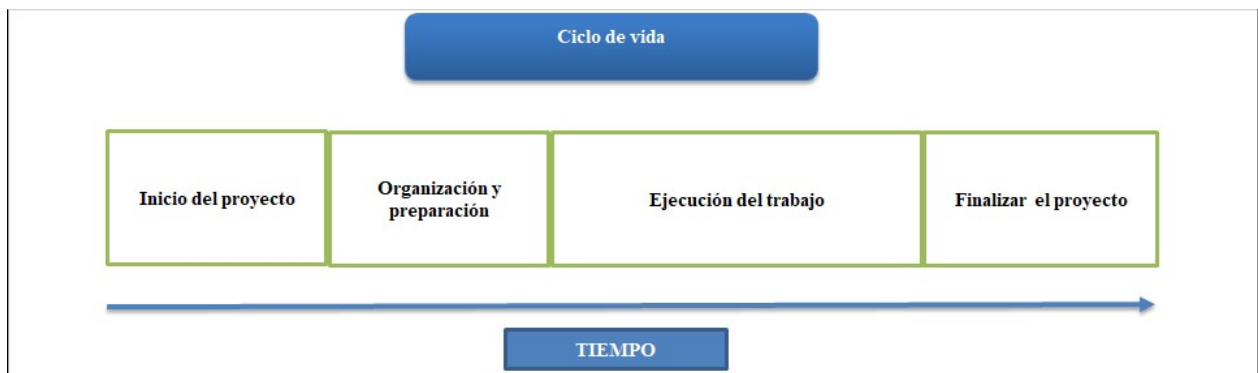 Ciclo de vida
Inicio del proyecto
Organización y
preparación
Ejecución del trabajo
Finalizar el proyecto
TIEMPO